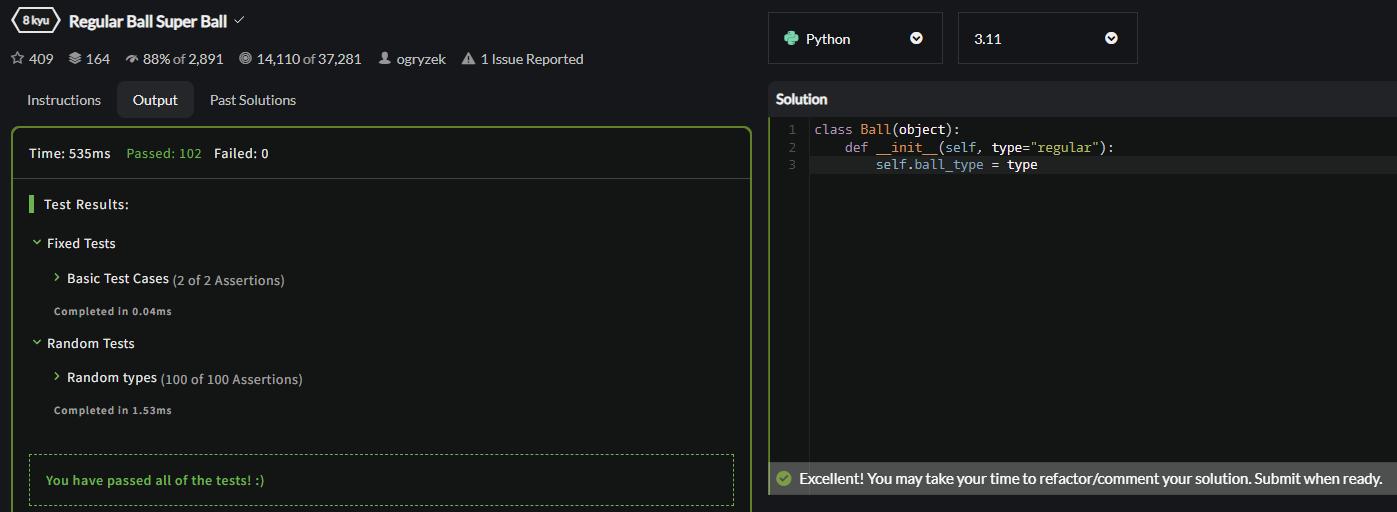 8 kyu Regular Ball Super Ball
409 164 88% of 2,891 14,110 of 37,281 ogryzek 1 Issue Reported
Instructions Output Past Solutions
Time: 535ms Passed: 102 Failed: 0
Test Results:
Fixed Tests
Basic Test Cases (2 of 2 Assertions)
Completed in 0.04ms
Random Tests
Random types (100 of 100 Assertions)
Completed in 1.53ms
You have passed all of the tests! :)
Python 3.11
Solution
1 class Ball(object):
2     def __init__(self, type="regular"):
3         self.ball_type = type
Excellent! You may take your time to refactor/comment your solution. Submit when ready.